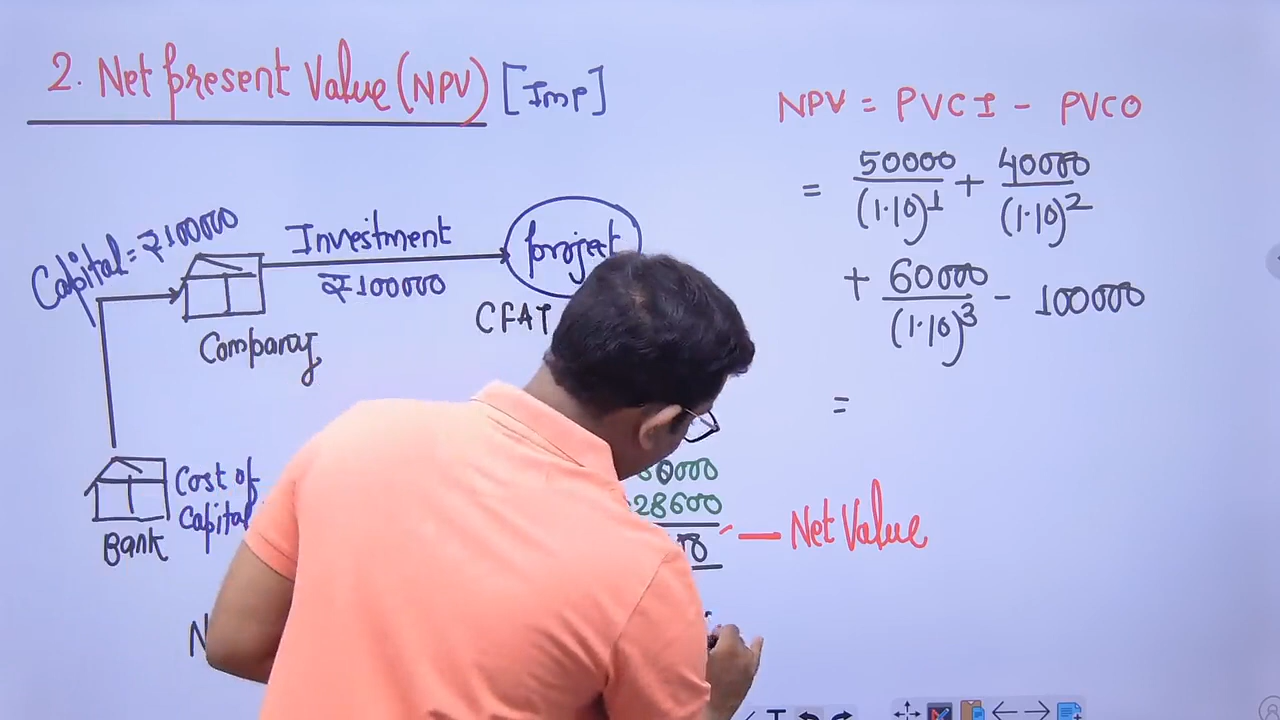 2. Net Present Value (NPV) [Imp]
NPV = PVCI - PVCO
= 50000/(1.10)^1 + 40000/(1.10)^2
+ 60000/(1.10)^3 - 100000
=
Capital = ₹100000
Investment
₹100000
project
CFAT
Company
Cost of
Capital
Bank
28600
Net Value